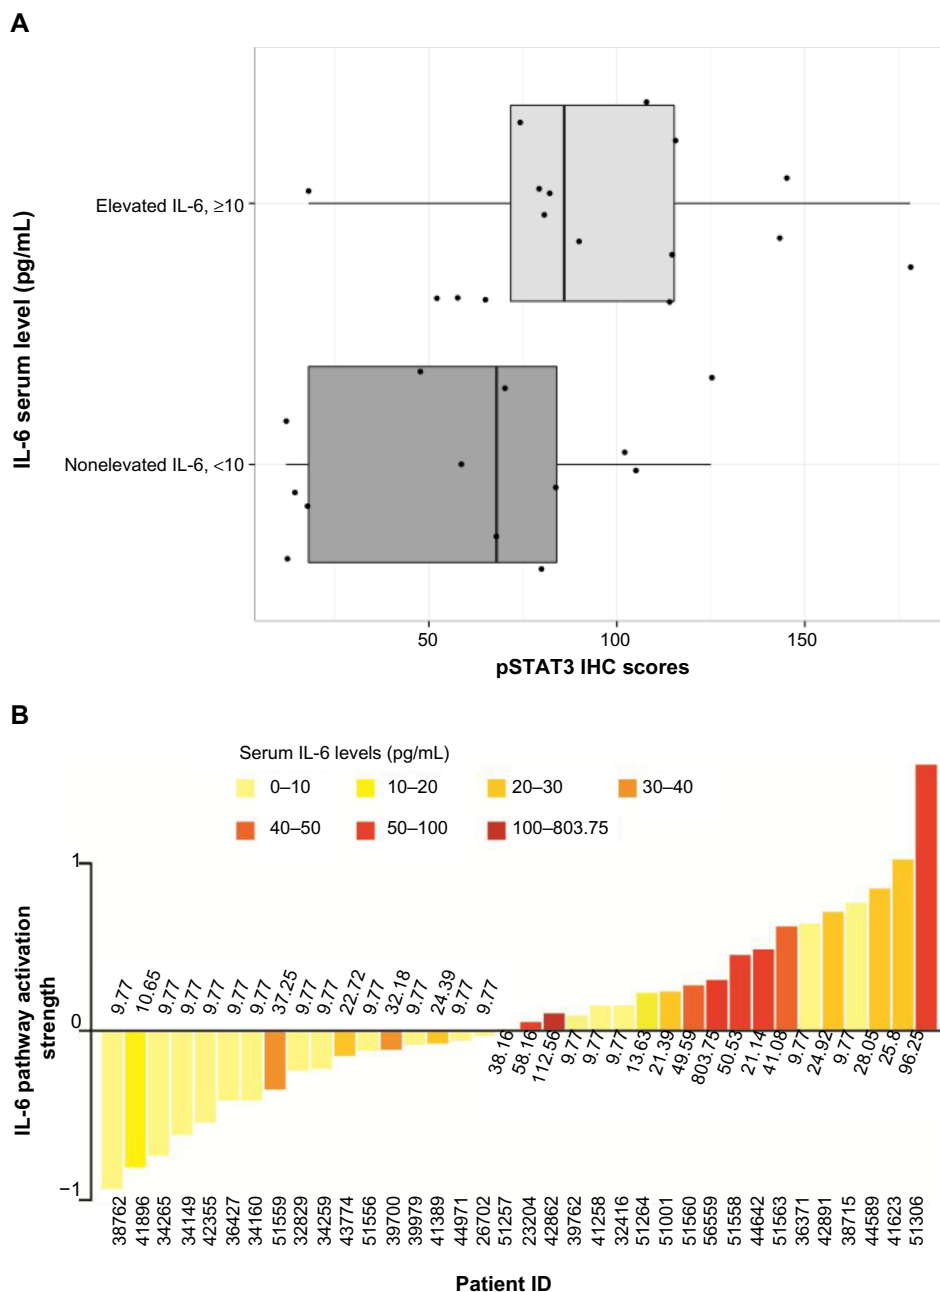 A
IL-6 serum level (pg/mL)
Elevated IL-6, ≥10
Nonelevated IL-6, <10
50 100 150
pSTAT3 IHC scores
B
Serum IL-6 levels (pg/mL)
0–10 10–20 20–30 30–40
40–50 50–100 100–803.75
IL-6 pathway activation
strength
1
0
−1
9.77 10.65 9.77 9.77 9.77 9.77 9.77 37.25 9.77 9.77 22.72 9.77 32.18 9.77 24.39 9.77 9.77
38.16 58.16 112.56 9.77 9.77 9.77 13.63 21.39 49.59 803.75 50.53 21.14 41.08 9.77 24.92 9.77 28.05 25.8 96.25
38762 41896 34265 34149 42355 36427 34160 51559 32829 34259 43774 51556 39700 39979 41389 44971 26702 51257 23204 42862 39762 41258 32416 51264 51001 51560 56559 51558 44642 51563 36371 42891 38715 44589 41623 51306
Patient ID